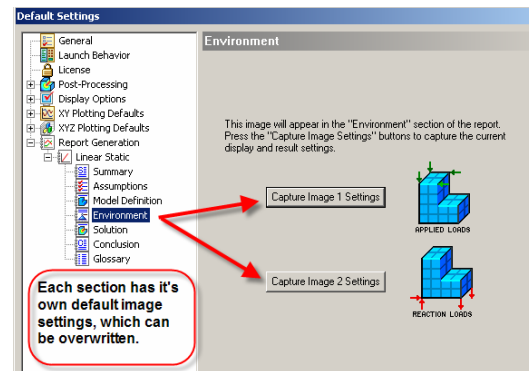 Default Settings
General
Launch Behavior
License
Post-Processing
Display Options
XY Plotting Defaults
XYZ Plotting Defaults
Report Generation
Linear Static
Summary
Assumptions
Model Definition
Environment
Solution
Conclusion
Glossary
Each section has it's
own default image
settings, which can
be overwritten.
Environment
This image will appear in the "Environment" section of the report.
Press the "Capture Image Settings" buttons to capture the current
display and result settings.
Capture Image 1 Settings
APPLIED LOADS
Capture Image 2 Settings
REACTION LOADS